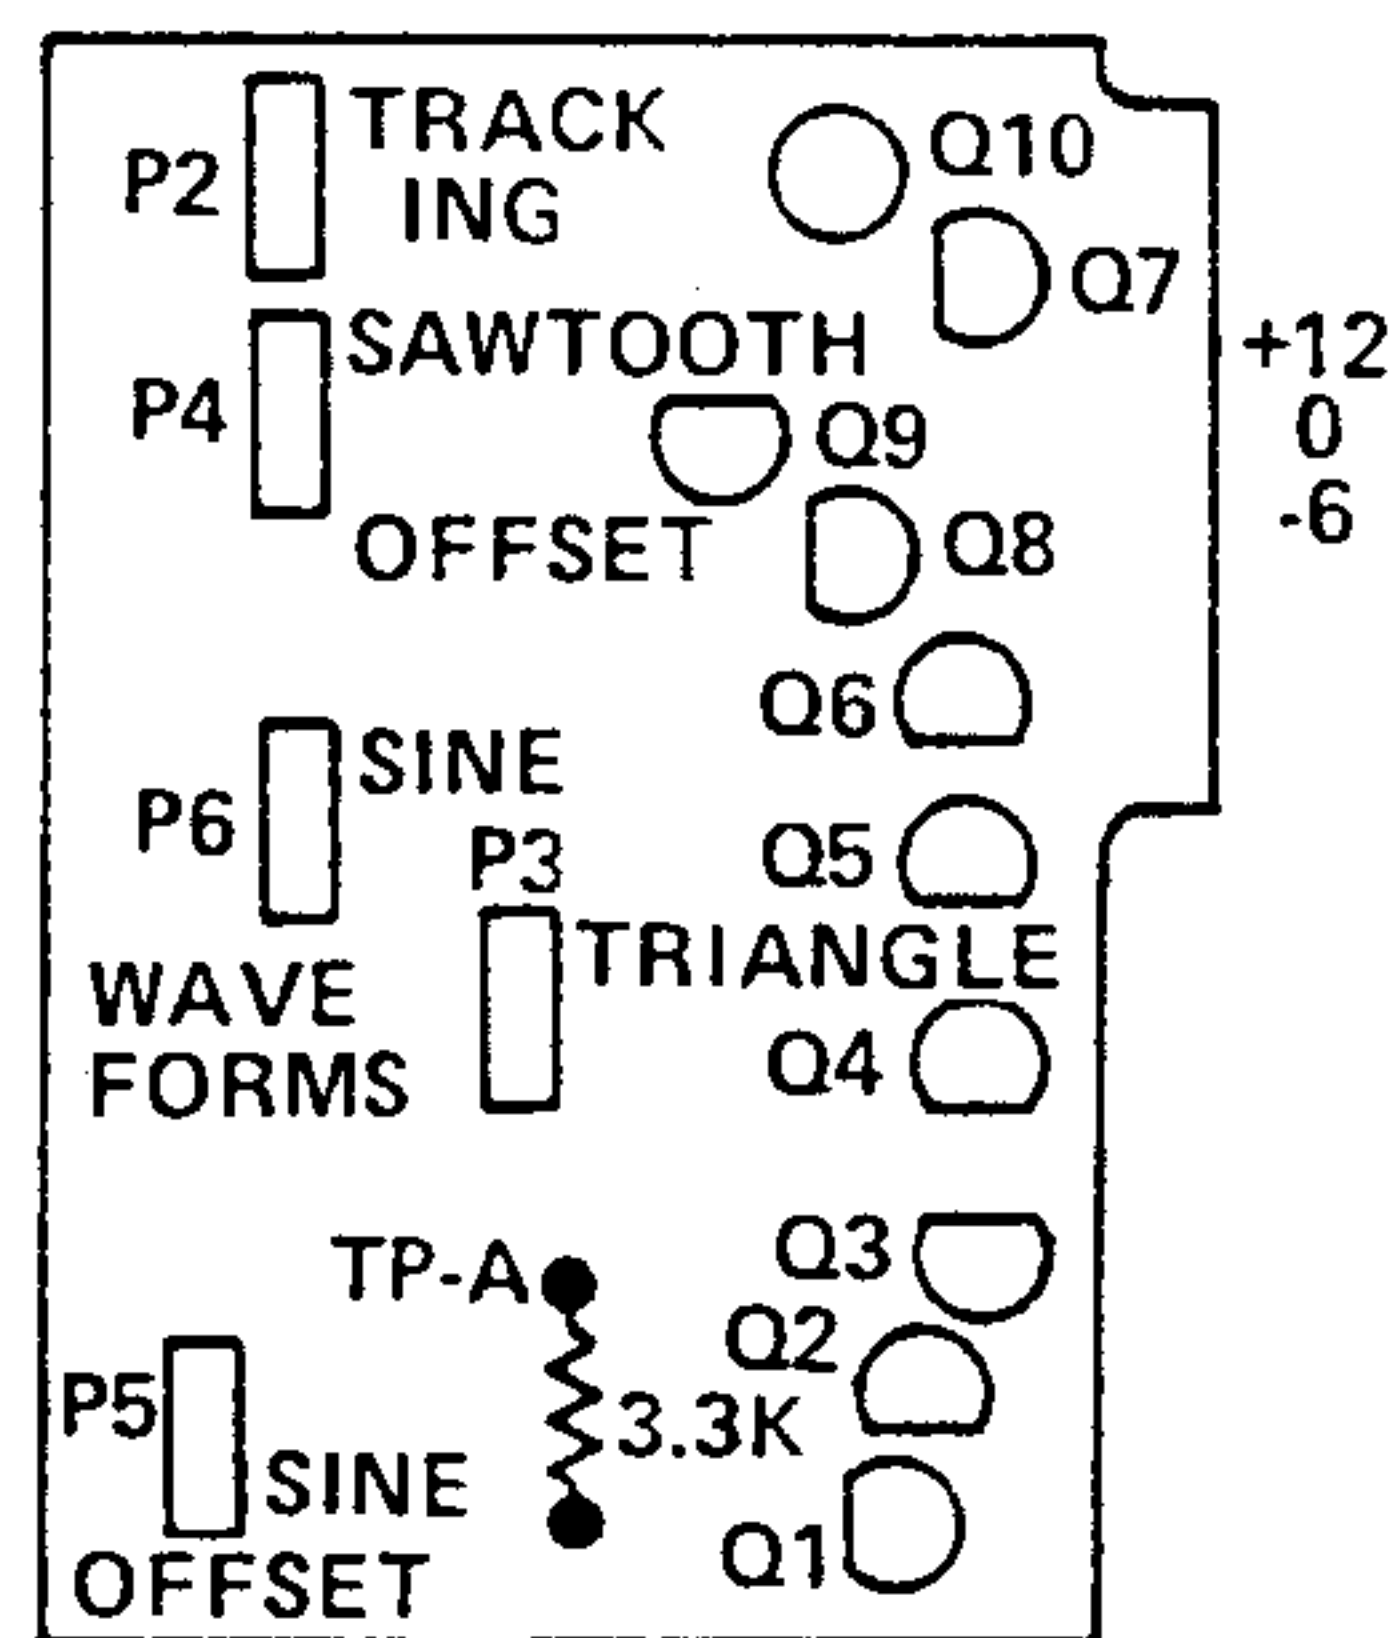 P2
TRACK
ING
Q10
Q7
P4
SAWTOOTH
+12
0
-6
Q9
OFFSET
Q8
Q6
P6
SINE
P3
Q5
TRIANGLE
WAVE
FORMS
Q4
TP-A
Q3
Q2
P5
3.3K
SINE
OFFSET
Q1